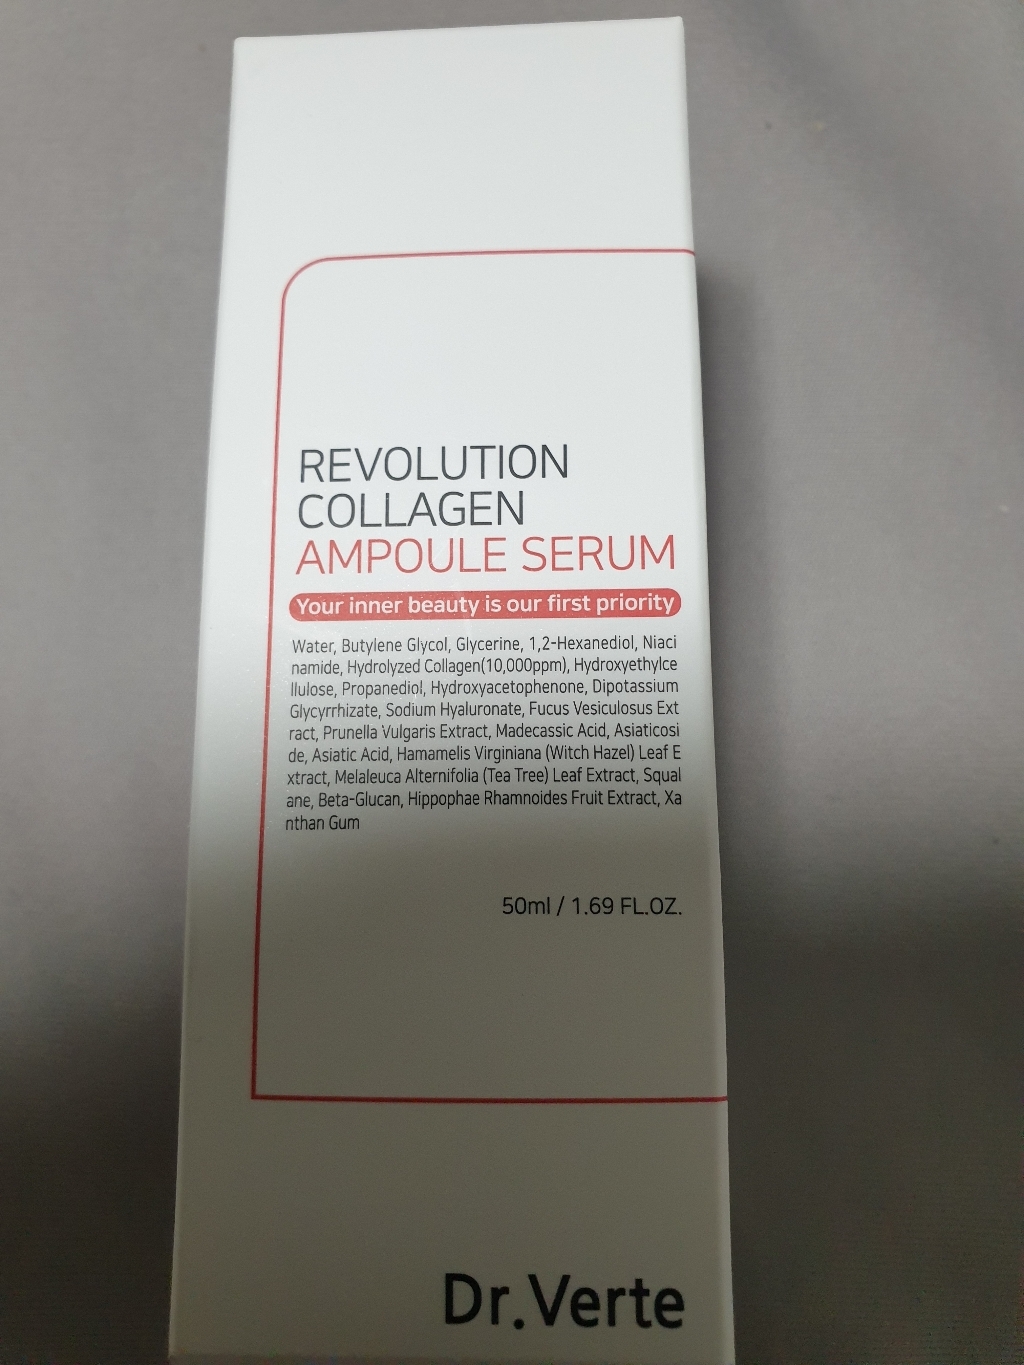 REVOLUTION
COLLAGEN
AMPOULE SERUM
Your inner beauty is our first priority
Water, Butylene Glycol, Glycerine, 1,2-Hexanediol, Niaci
namide, Hydrolyzed Collagen(10,000ppm), Hydroxyethylce
llulose, Propanediol, Hydroxyacetophenone, Dipotassium
Glycyrrhizate, Sodium Hyaluronate, Fucus Vesiculosus Ext
ract, Prunella Vulgaris Extract, Madecassic Acid, Asiaticosi
de, Asiatic Acid, Hamamelis Virginiana (Witch Hazel) Leaf E
xtract, Melaleuca Alternifolia (Tea Tree) Leaf Extract, Squal
ane, Beta-Glucan, Hippophae Rhamnoides Fruit Extract, Xa
nthan Gum
50ml / 1.69 FL.OZ.
Dr.Verte